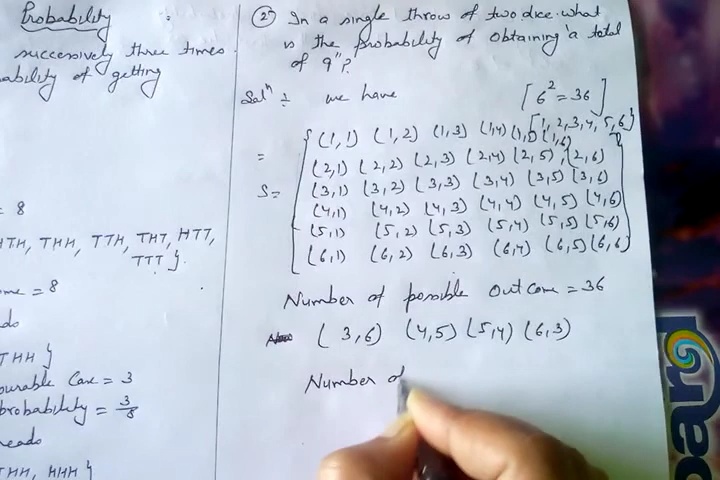 Probability
successively three times.
ability of getting
= 8
HTH, THH, TTH, THT, HTT,
TTT }.
ome = 8
THH }
ourable Case = 3
probability = 3/8
eads
THH, HHH }
② In a single throw of two dice. what
is the probability of obtaining "a total
of 9"?
Solⁿ ÷ we have [6² = 36]
[1, 2, 3, 4, 5, 6}
= { (1,1) (1,2) (1,3) (1,4) (1,5) (1,6)
(2,1) (2,2) (2,3) (2,4) (2,5), (2,6)
S = (3,1) (3,2) (3,3) (3,4) (3,5) (3,6)
(4,1) (4,2) (4,3) (4,4) (4,5) (4,6)
(5,1) (5,2) (5,3) (5,4) (5,5) (5,6)
(6,1) (6,2) (6,3) (6,4) (6,5) (6,6) }
Number of possible outcome = 36
(3,6) (4,5) (5,4) (6,3)
Number of